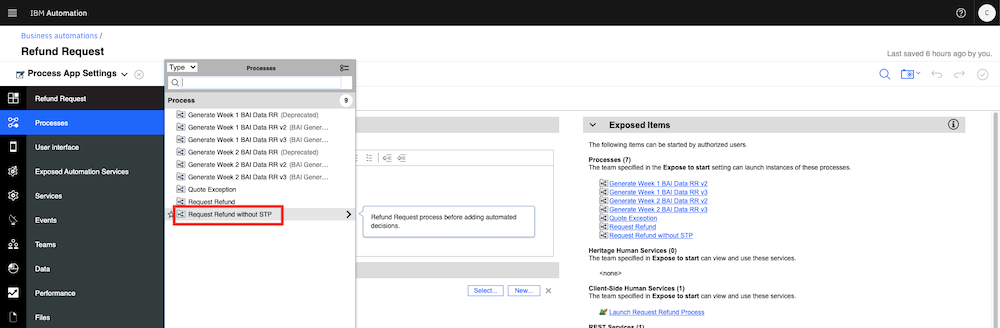 IBM Automation
C
Business automations /
Refund Request
Last saved 6 hours ago by you.
Process App Settings
Type
Processes
Refund Request
Processes
User interface
Exposed Automation Services
Services
Events
Teams
Data
Performance
Files
Process
9
Generate Week 1 BAI Data RR (Deprecated)
Generate Week 1 BAI Data RR v2 (BAI Gener...
Generate Week 1 BAI Data RR v3 (BAI Gener...
Generate Week 2 BAI Data RR (Deprecated)
Generate Week 2 BAI Data RR v2 (BAI Gener...
Generate Week 2 BAI Data RR v3 (BAI Gener...
Quote Exception
Request Refund
Request Refund without STP
Refund Request process before adding automated
decisions.
Select...
New...
Exposed Items
The following items can be started by authorized users.
Processes (7)
The team specified in the Expose to start setting can launch instances of these processes.
Generate Week 1 BAI Data RR v2
Generate Week 1 BAI Data RR v3
Generate Week 2 BAI Data RR v2
Generate Week 2 BAI Data RR v3
Quote Exception
Request Refund
Request Refund without STP
Heritage Human Services (0)
The team specified in Expose to start can view and use these services.
<none>
Client-Side Human Services (1)
The team specified in Expose to start can view and use these services.
Launch Request Refund Process
REST Services (1)